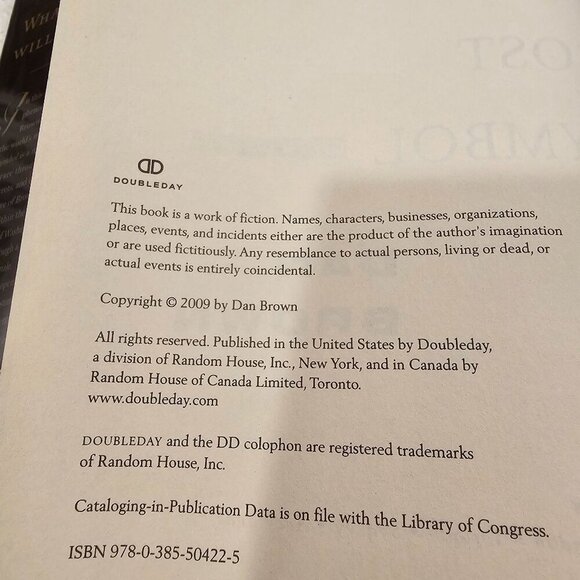 DOUBLEDAY
This book is a work of fiction. Names, characters, businesses, organizations,
places, events, and incidents either are the product of the author's imagination
or are used fictitiously. Any resemblance to actual persons, living or dead, or
actual events is entirely coincidental.
Copyright © 2009 by Dan Brown
All rights reserved. Published in the United States by Doubleday,
a division of Random House, Inc., New York, and in Canada by
Random House of Canada Limited, Toronto.
www.doubleday.com
DOUBLEDAY and the DD colophon are registered trademarks
of Random House, Inc.
Cataloging-in-Publication Data is on file with the Library of Congress.
ISBN 978-0-385-50422-5